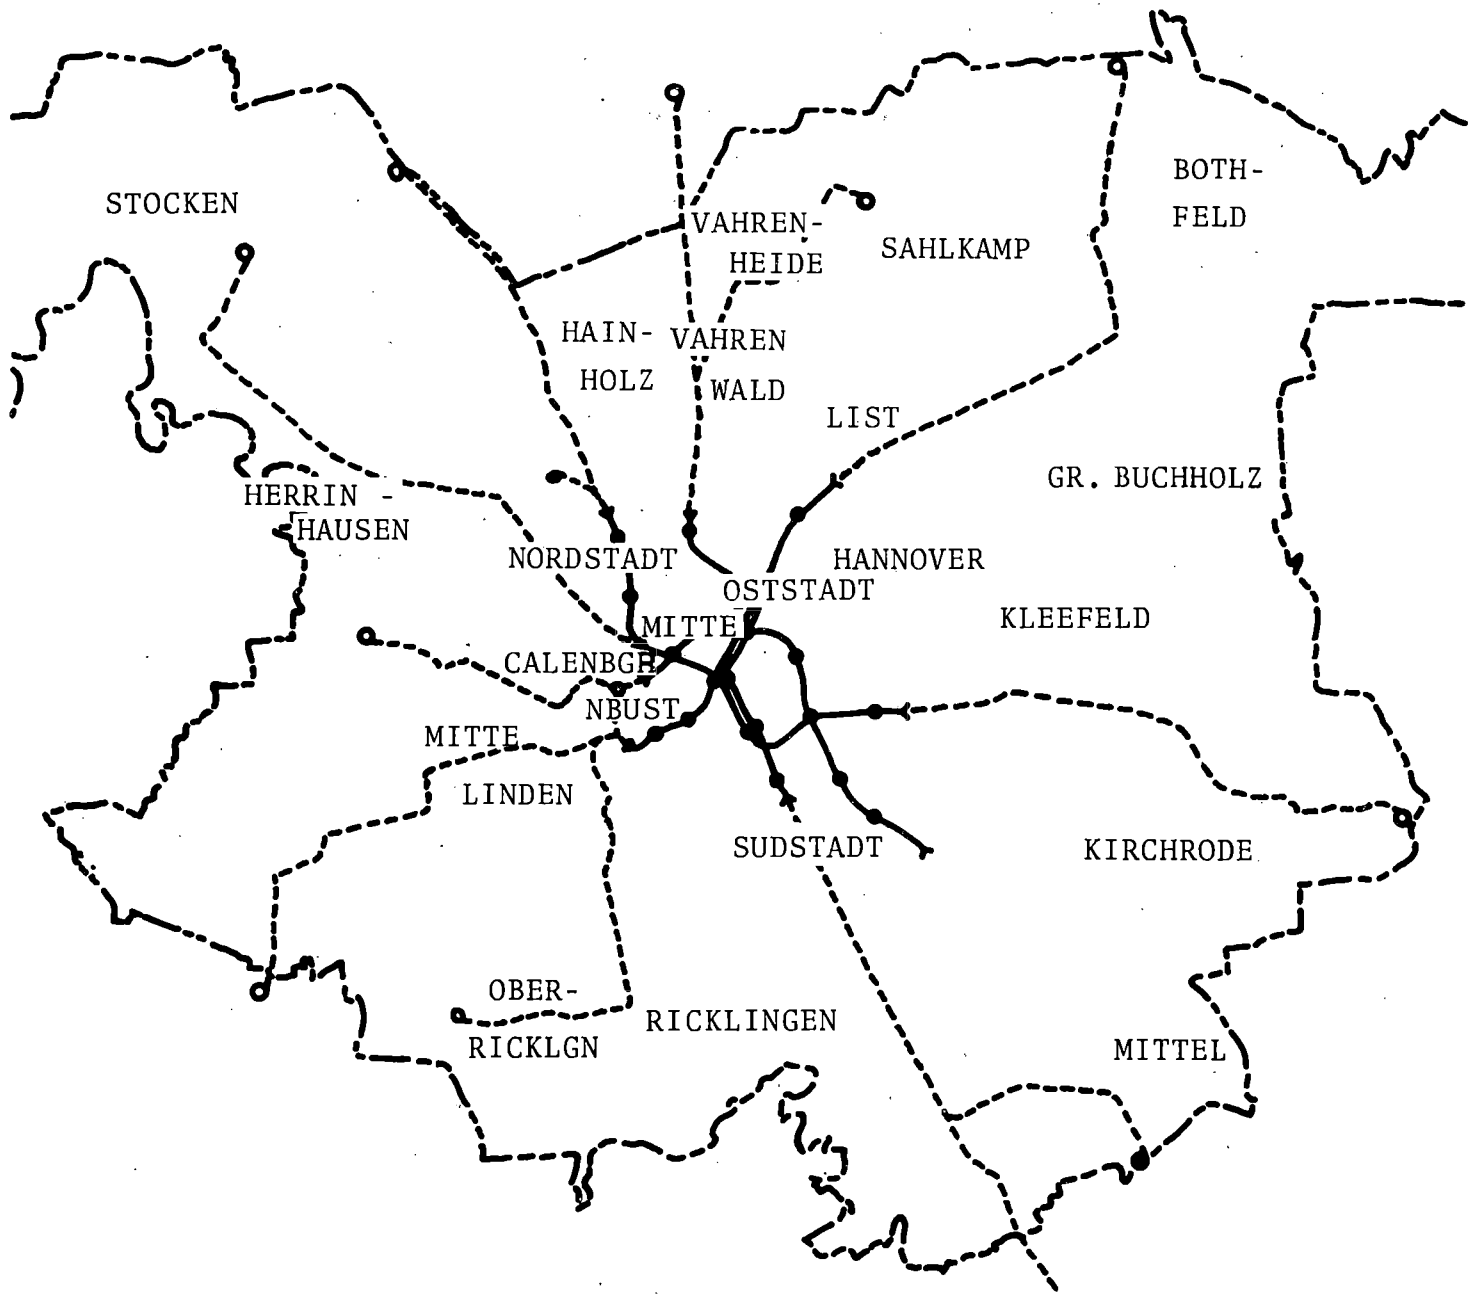 BOTH-
FELD
STOCKEN
VAHREN-
HEIDE
SAHLKAMP
HAIN-
HOLZ
VAHREN
WALD
LIST
GR. BUCHHOLZ
HERRIN -
HAUSEN
NORDSTADT
HANNOVER
OSTSTADT
KLEEFELD
MITTE
CALENBGR
NBUST
MITTE
LINDEN
SUDSTADT
KIRCHRODE
OBER-
RICKLGN
RICKLINGEN
MITTEL